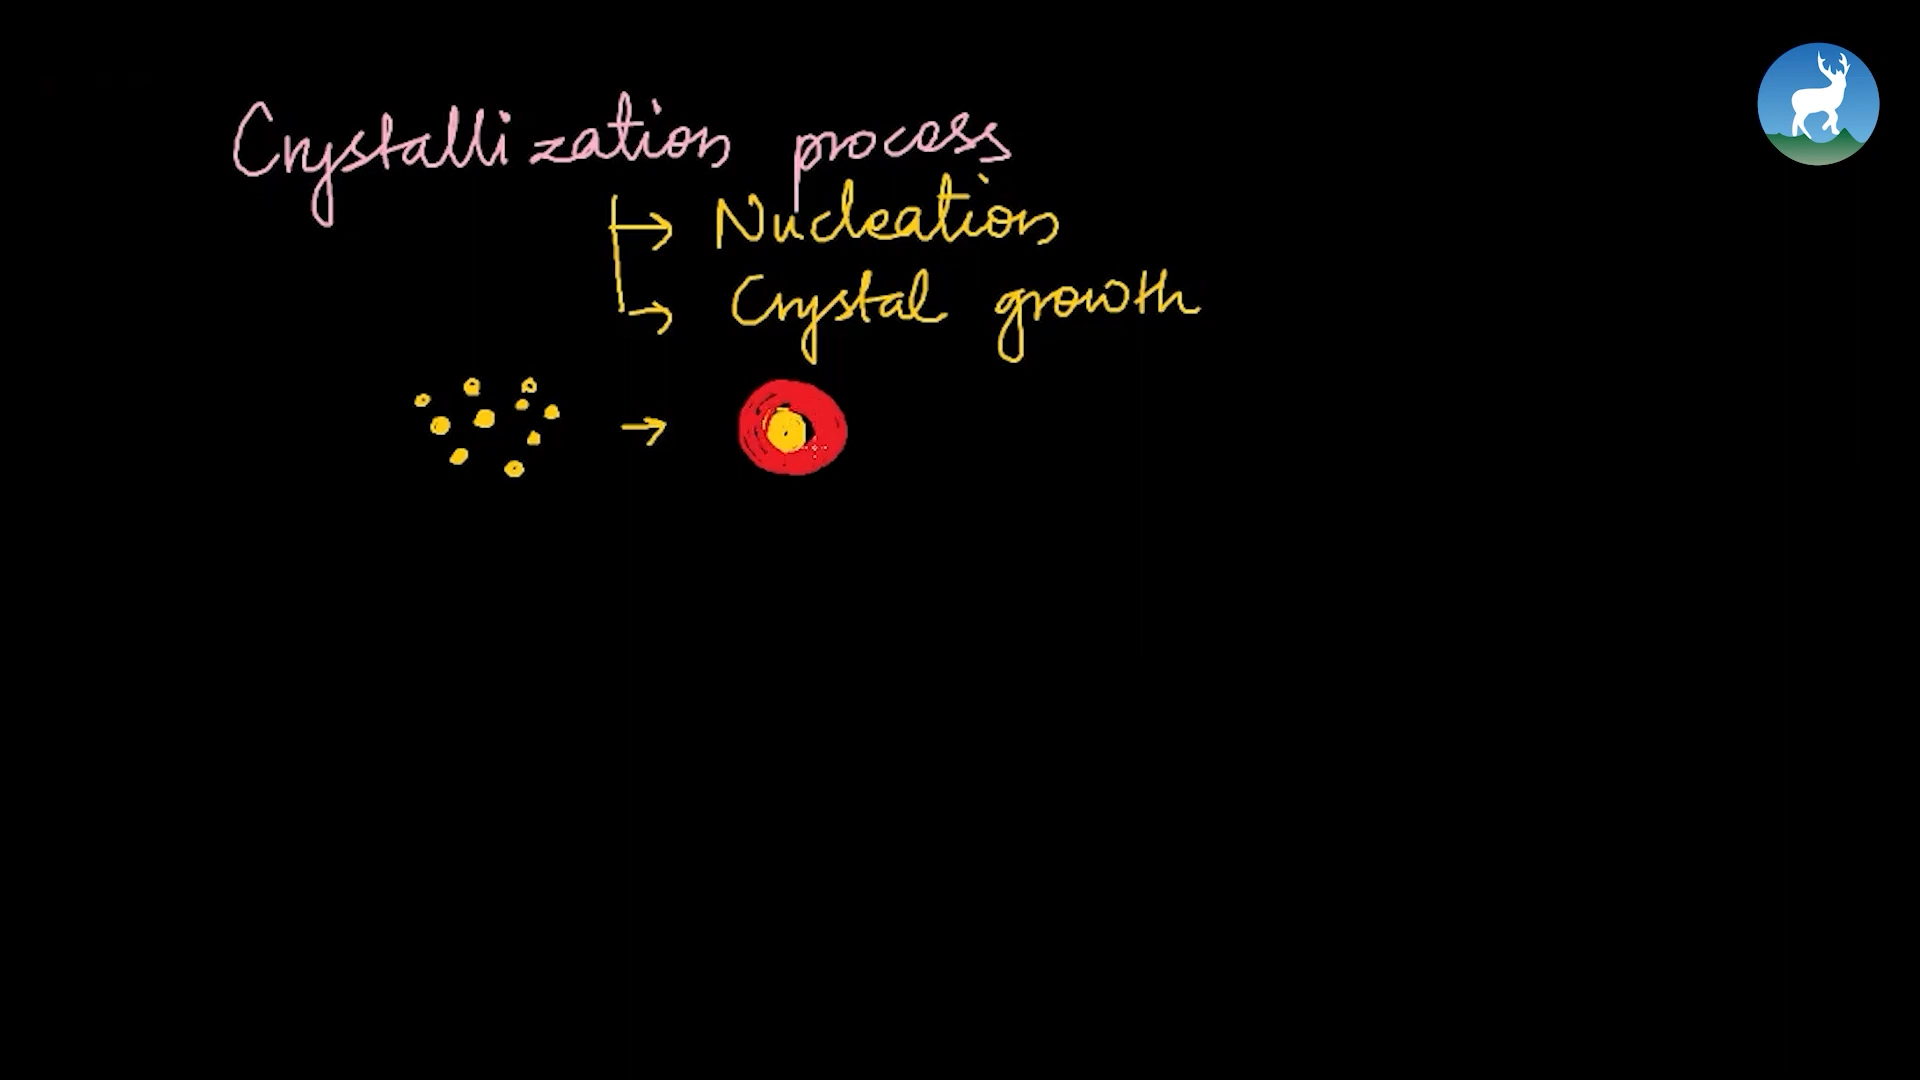 Crystallization process
→ Nucleation
→ Crystal growth
→